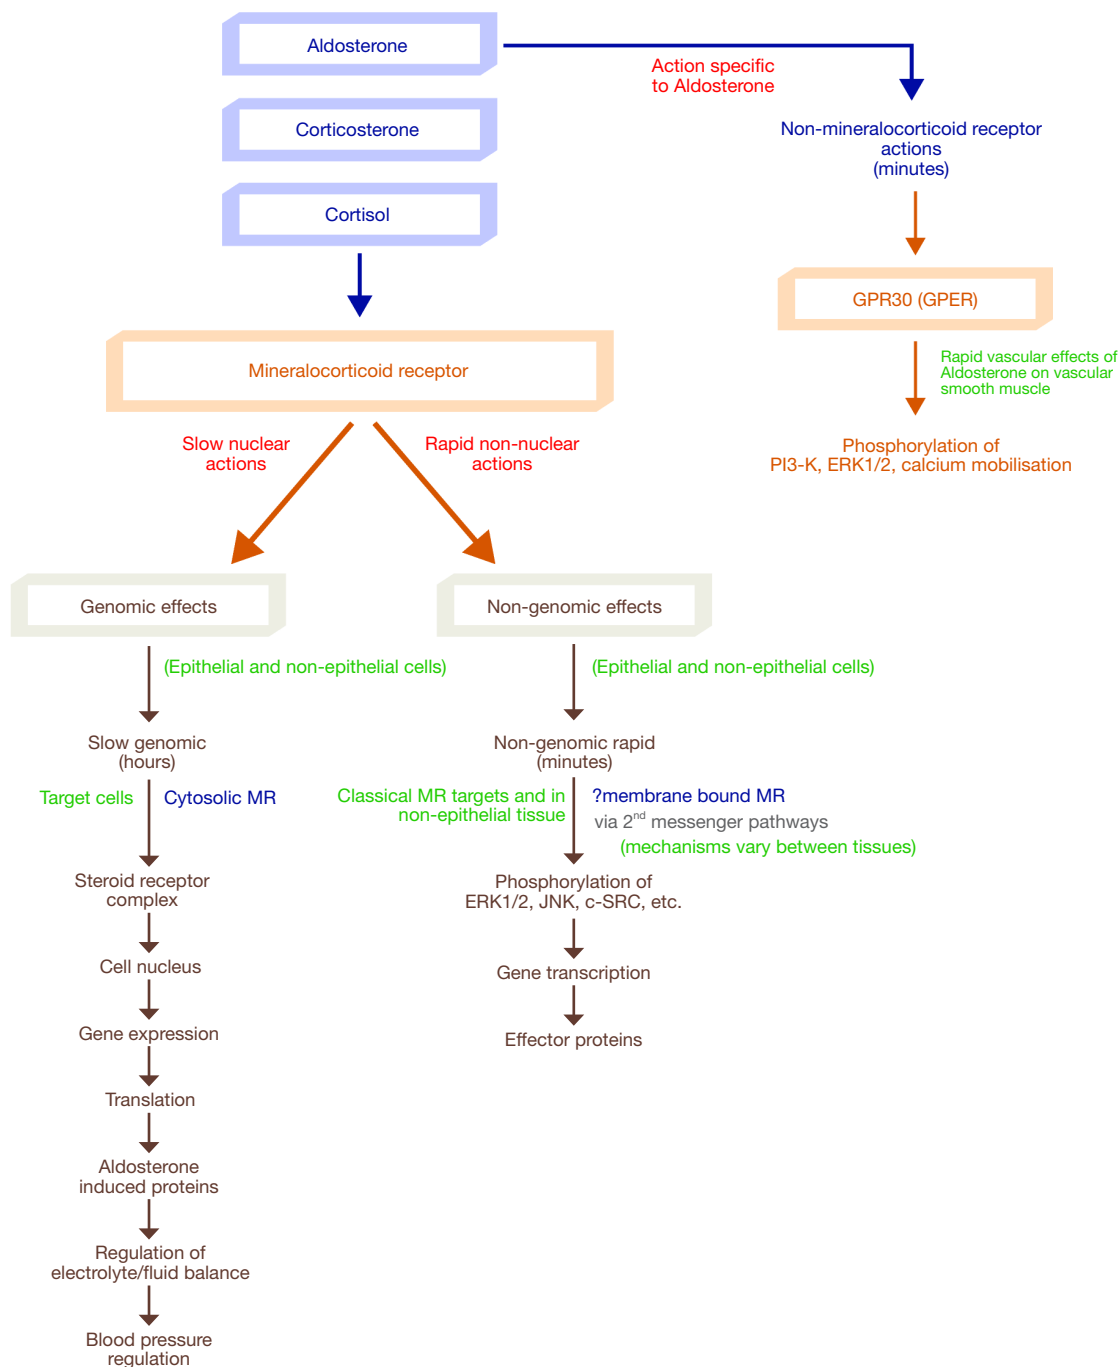 Aldosterone
Action specific
to Aldosterone
Corticosterone
Cortisol
Non-mineralocorticoid receptor
actions
(minutes)
GPR30 (GPER)
Rapid vascular effects of
Aldosterone on vascular
smooth muscle
Phosphorylation of
PI3-K, ERK1/2, calcium mobilisation
Mineralocorticoid receptor
Slow nuclear
actions
Rapid non-nuclear
actions
Genomic effects
(Epithelial and non-epithelial cells)
Slow genomic
(hours)
Target cells
Cytosolic MR
Steroid receptor
complex
Cell nucleus
Gene expression
Translation
Aldosterone
induced proteins
Regulation of
electrolyte/fluid balance
Blood pressure
regulation
Non-genomic effects
(Epithelial and non-epithelial cells)
Non-genomic rapid
(minutes)
Classical MR targets and in
non-epithelial tissue
?membrane bound MR
via 2nd messenger pathways
(mechanisms vary between tissues)
Phosphorylation of
ERK1/2, JNK, c-SRC, etc.
Gene transcription
Effector proteins